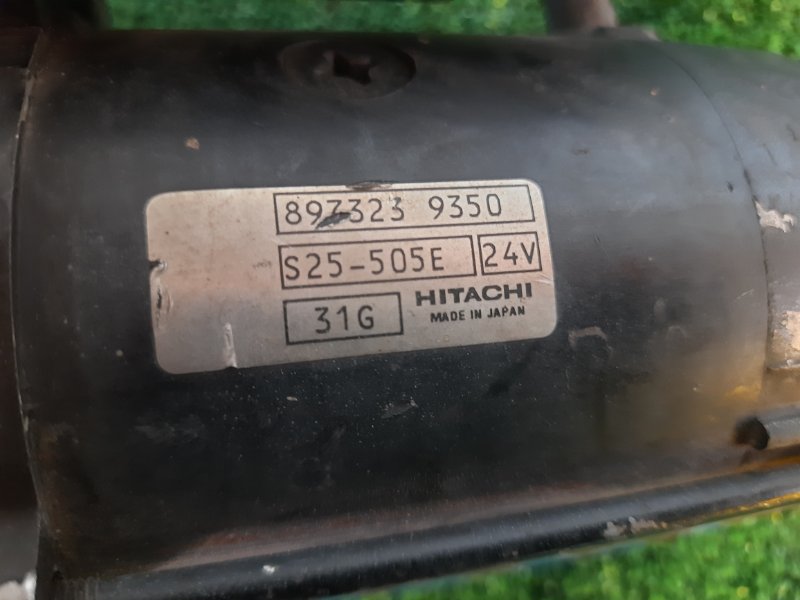 897323 9350
S25-505E 24V
31G HITACHI
MADE IN JAPAN